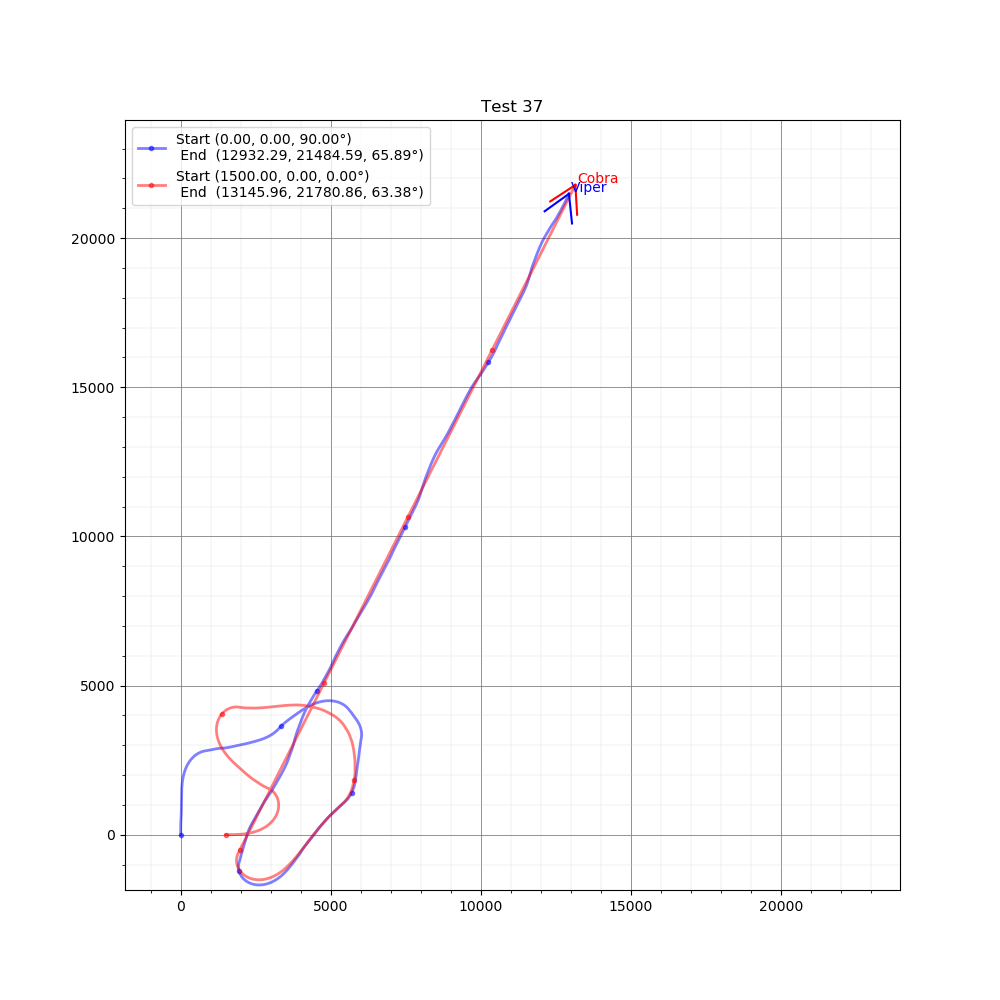 Test 37
Start (0.00, 0.00, 90.00°)
End (12932.29, 21484.59, 65.89°)
Start (1500.00, 0.00, 0.00°)
End (13145.96, 21780.86, 63.38°)
Cobra
Viper
20000
15000
10000
5000
0
0
5000
10000
15000
20000